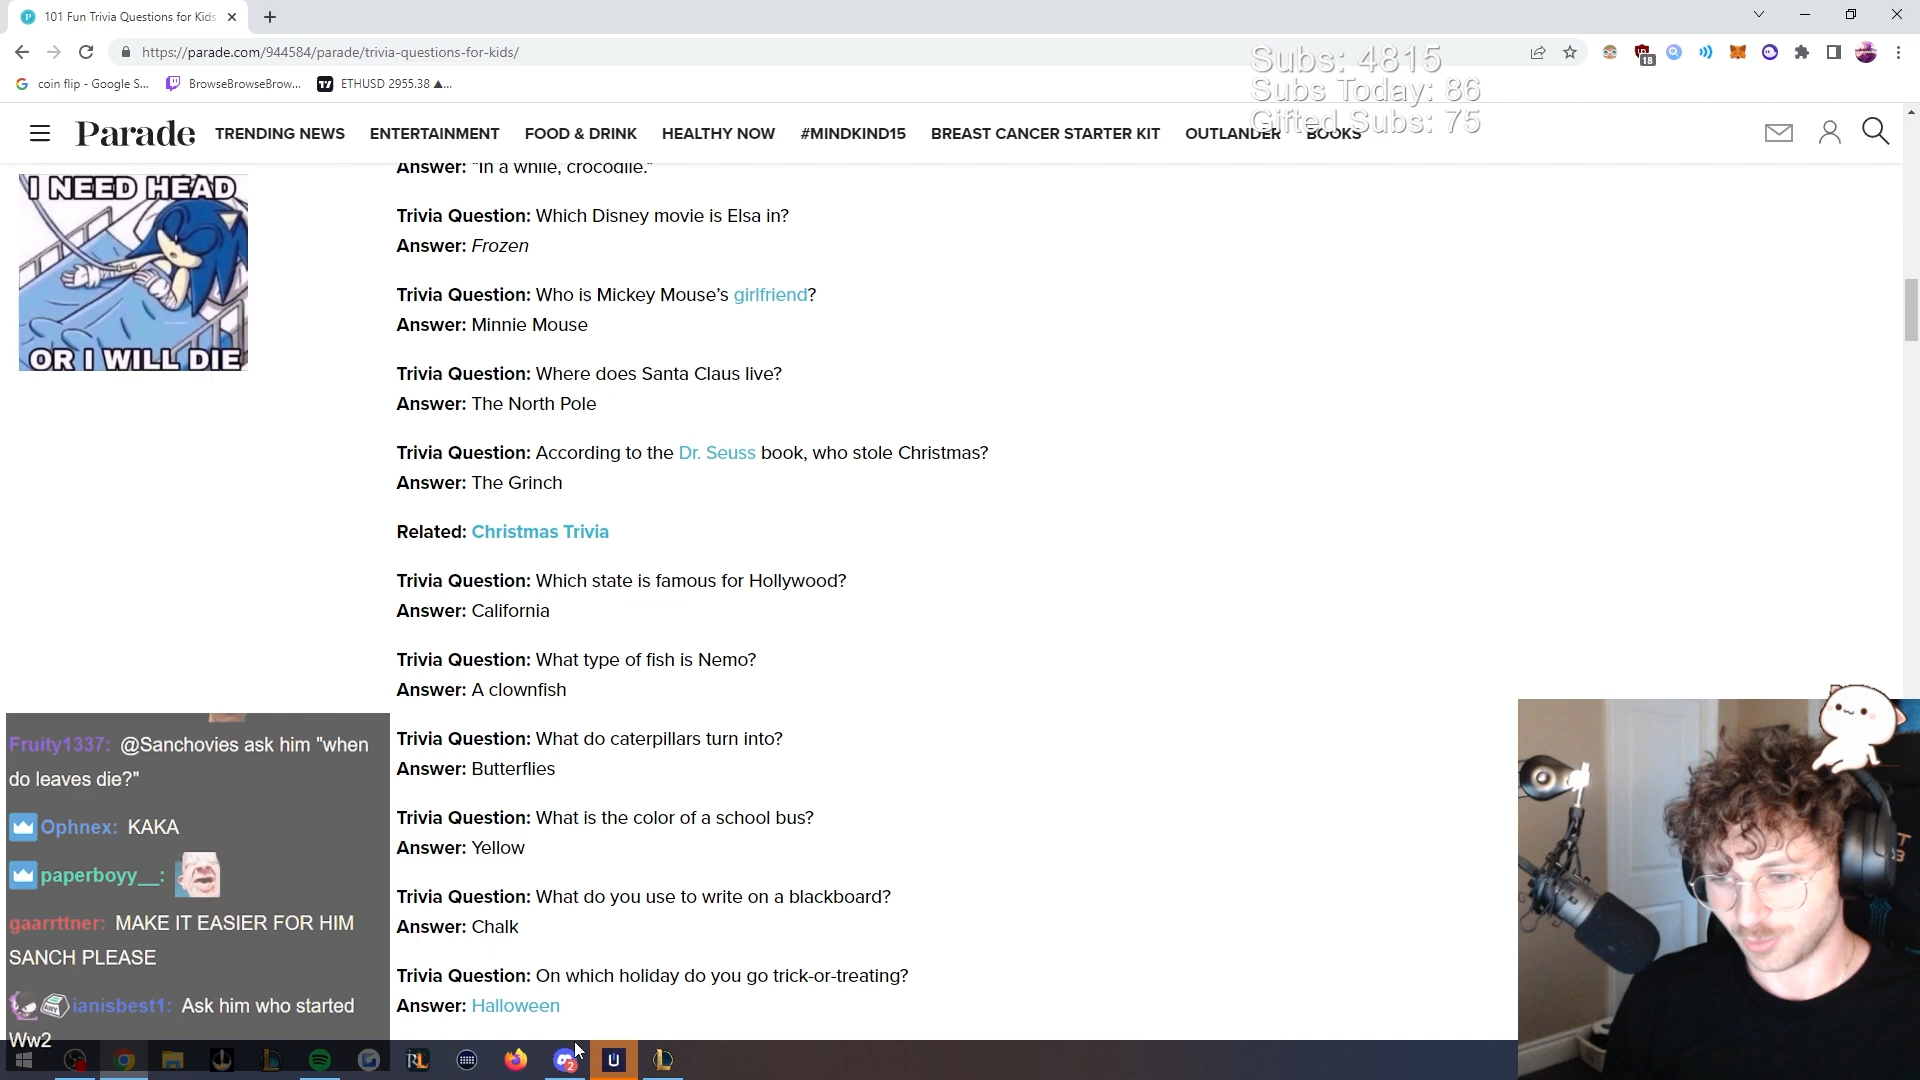 101 Fun Trivia Questions for Kids
https://parade.com/944584/parade/trivia-questions-for-kids/
18
coin flip - Google S...
BrowseBrowseBrow...
ETHUSD 2955.38 ▲...
Subs: 4815
Subs Today: 86
Gifted Subs: 75
Parade
TRENDING NEWS
ENTERTAINMENT
FOOD & DRINK
HEALTHY NOW
#MINDKIND15
BREAST CANCER STARTER KIT
OUTLANDER
BOOKS
I NEED HEAD
OR I WILL DIE
Answer: "In a while, crocodile."
Trivia Question: Which Disney movie is Elsa in?
Answer: Frozen
Trivia Question: Who is Mickey Mouse’s girlfriend?
Answer: Minnie Mouse
Trivia Question: Where does Santa Claus live?
Answer: The North Pole
Trivia Question: According to the Dr. Seuss book, who stole Christmas?
Answer: The Grinch
Related: Christmas Trivia
Trivia Question: Which state is famous for Hollywood?
Answer: California
Trivia Question: What type of fish is Nemo?
Answer: A clownfish
Trivia Question: What do caterpillars turn into?
Answer: Butterflies
Trivia Question: What is the color of a school bus?
Answer: Yellow
Trivia Question: What do you use to write on a blackboard?
Answer: Chalk
Trivia Question: On which holiday do you go trick-or-treating?
Answer: Halloween
Fruity1337: @Sanchovies ask him "when
do leaves die?"
Ophnex: KAKA
paperboyy__:
gaarrttner: MAKE IT EASIER FOR HIM
SANCH PLEASE
ianisbest1: Ask him who started
Ww2
RL
2
U
L